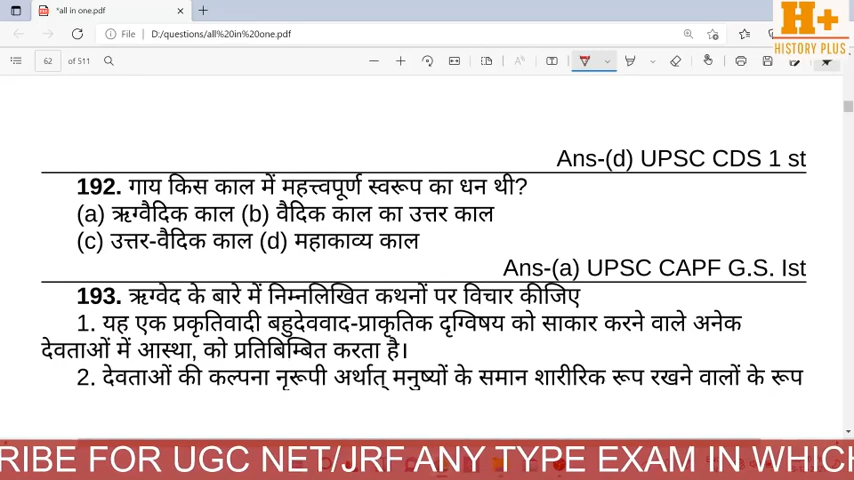 *all in one.pdf
File
D:/questions/all%20in%20one.pdf
H+
HISTORY PLUS
62 of 511
Ans-(d) UPSC CDS 1 st
192. गाय किस काल में महत्त्वपूर्ण स्वरूप का धन थी?
(a) ऋग्वैदिक काल (b) वैदिक काल का उत्तर काल
(c) उत्तर-वैदिक काल (d) महाकाव्य काल
Ans-(a) UPSC CAPF G.S. Ist
193. ऋग्वेद के बारे में निम्नलिखित कथनों पर विचार कीजिए
1. यह एक प्रकृतिवादी बहुदेववाद-प्राकृतिक दृग्विषय को साकार करने वाले अनेक
देवताओं में आस्था, को प्रतिबिम्बित करता है।
2. देवताओं की कल्पना नृरूपी अर्थात् मनुष्यों के समान शारीरिक रूप रखने वालों के रूप
RIBE FOR UGC NET/JRF ANY TYPE EXAM IN WHICH